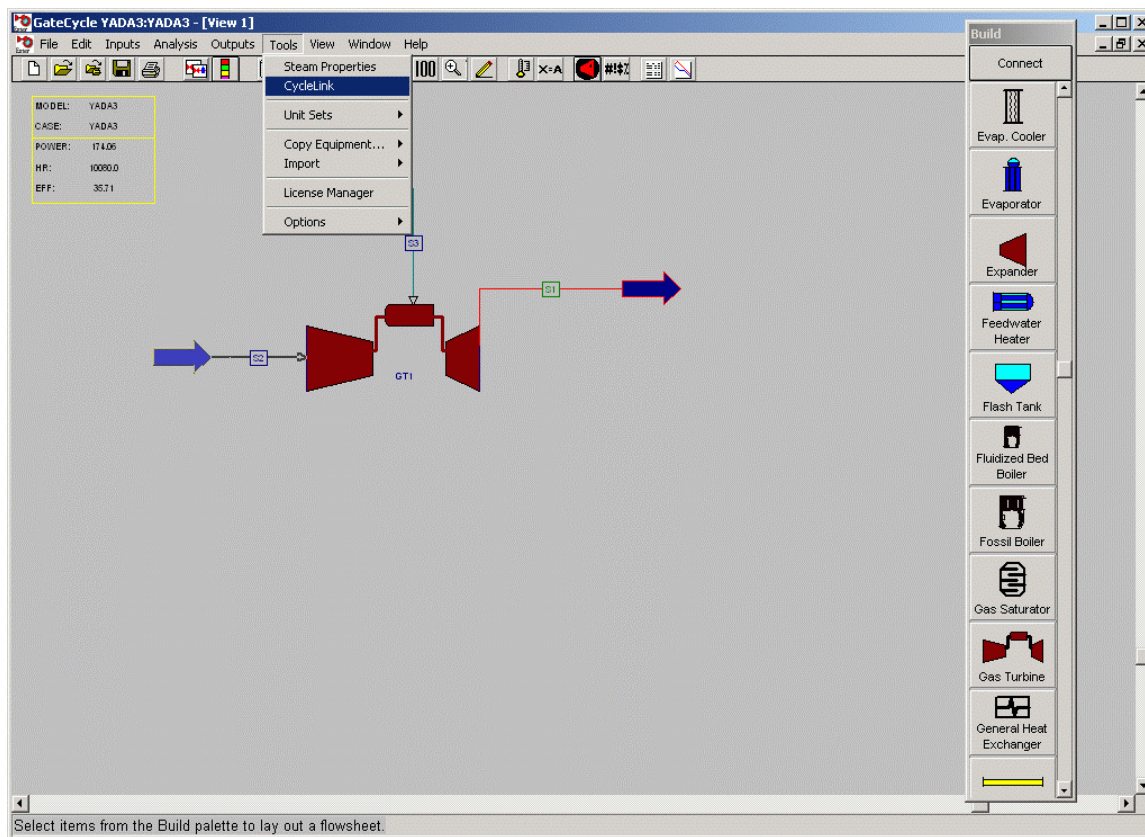 GateCycle YADA3:YADA3 - [View 1]
File Edit Inputs Analysis Outputs Tools View Window Help
100 X=A #!$%
Steam Properties
CycleLink
Unit Sets
Copy Equipment...
Import
License Manager
Options
MODEL: YADA3
CASE: YADA3
POWER: 174.06
HR: 10080.0
EFF: 35.71
S3
S1
S2
GT1
Build
Connect
Evap. Cooler
Evaporator
Expander
Feedwater
Heater
Flash Tank
Fluidized Bed
Boiler
Fossil Boiler
Gas Saturator
Gas Turbine
General Heat
Exchanger
Select items from the Build palette to lay out a flowsheet.